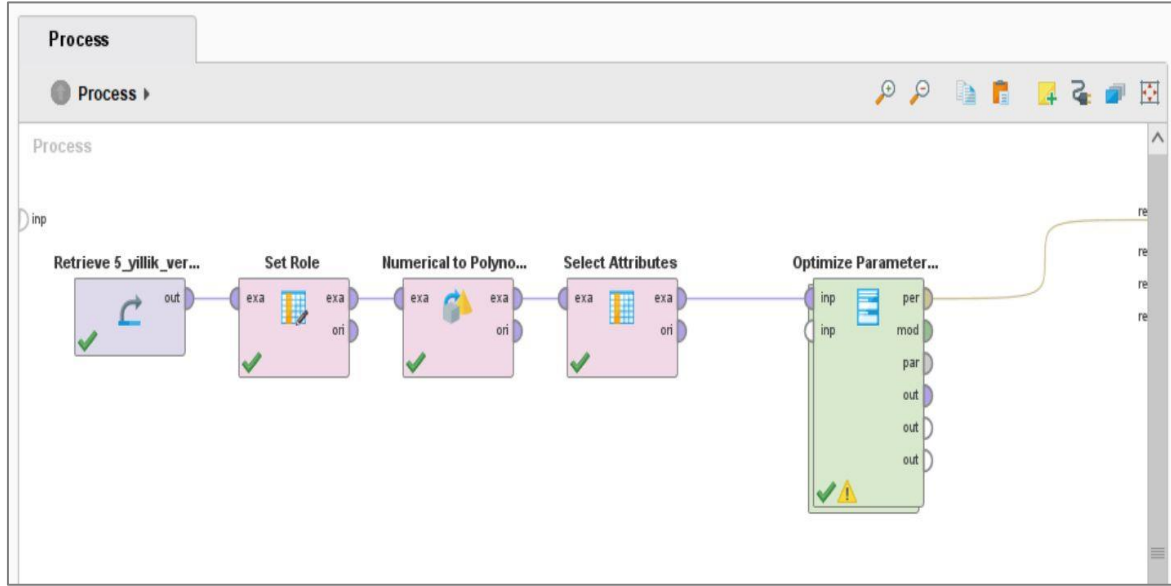 Process
Process
Process
inp
re
re
re
re
Retrieve 5_yillik_ver...
Set Role
Numerical to Polyno...
Select Attributes
Optimize Parameter...
out
exa
exa
ori
exa
exa
ori
exa
exa
ori
inp
per
inp
mod
par
out
out
out